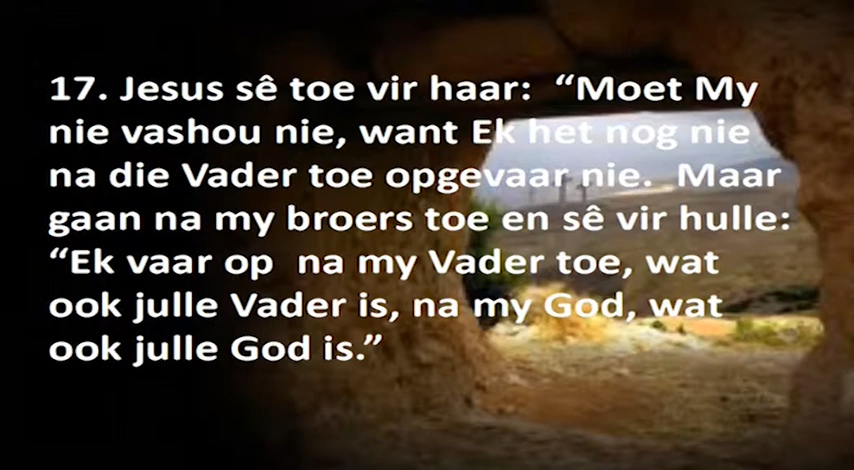 17. Jesus sê toe vir haar:  “Moet My
nie vashou nie, want Ek het nog nie
na die Vader toe opgevaar nie.  Maar
gaan na my broers toe en sê vir hulle:
“Ek vaar op  na my Vader toe, wat
ook julle Vader is, na my God, wat
ook julle God is.”